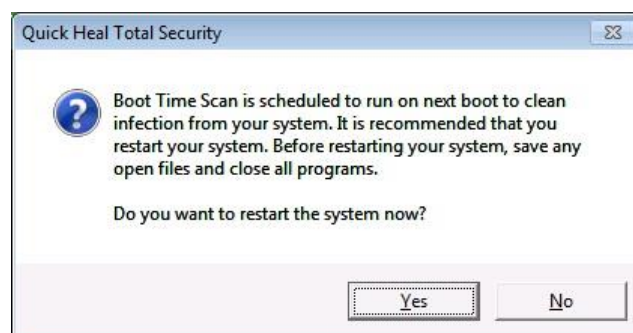 Quick Heal Total Security
Boot Time Scan is scheduled to run on next boot to clean
infection from your system. It is recommended that you
restart your system. Before restarting your system, save any
open files and close all programs.
Do you want to restart the system now?
Yes
No